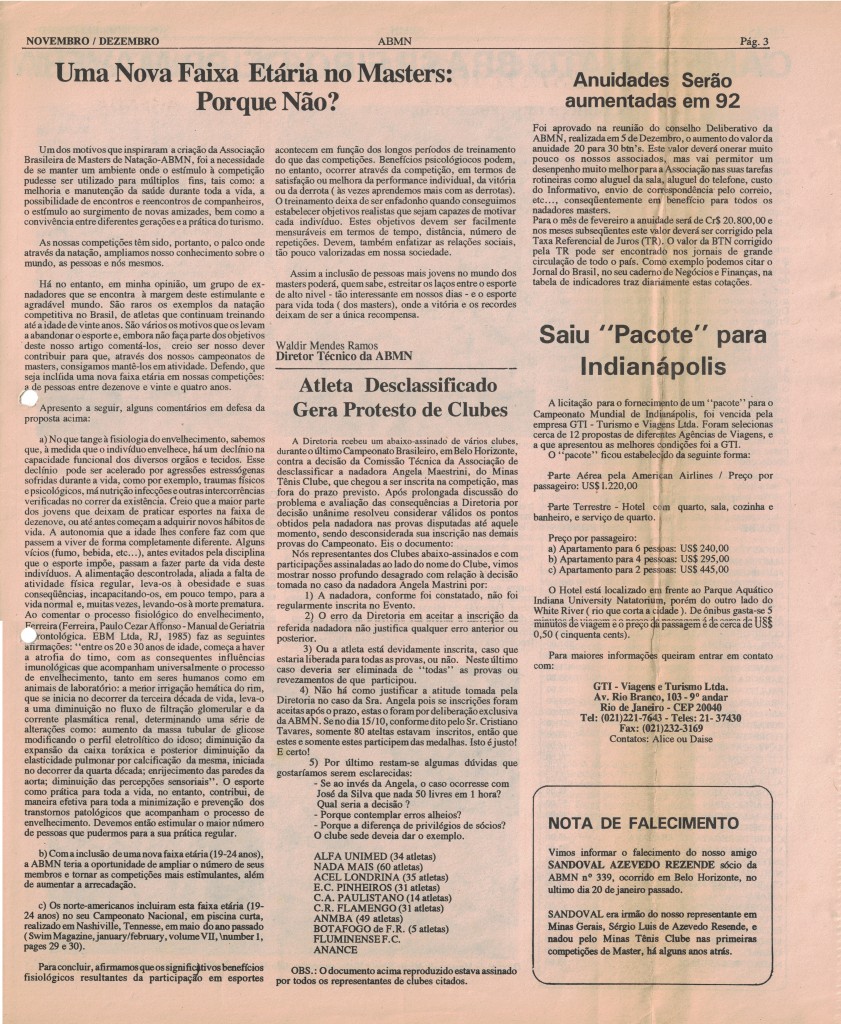 NOVEMBRO / DEZEMBRO
ABMN
Pág. 3
Uma Nova Faixa Etária no Masters:
Porque Não?
Um dos motivos que inspiraram a criação da Associação
Brasileira de Masters de Natação-ABMN, foi a necessidade
de se manter um ambiente onde o estímulo à competição
pudesse ser utilizado para múltiplos fins, tais como: a
melhoria e manutenção da saúde durante toda a vida, a
possibilidade de encontros e reencontros de companheiros,
o estímulo ao surgimento de novas amizades, bem como a
convivência entre diferentes gerações e a prática do turismo.
As nossas competições têm sido, portanto, o palco onde
através da natação, ampliamos nosso conhecimento sobre o
mundo, as pessoas e nós mesmos.
Há no entanto, em minha opinião, um grupo de ex-
nadadores que se encontra à margem deste estimulante e
agradável mundo. São raros os exemplos da natação
competitiva no Brasil, de atletas que continuam treinando
até a idade de vinte anos. São vários os motivos que os levam
a abandonar o esporte e, embora não faça parte dos objetivos
deste nosso artigo comentá-los, creio ser nosso dever
contribuir para que, através dos nossos campeonatos de
masters, consigamos mantê-los em atividade. Defendo, que
seja inclfida uma nova faixa etária em nossas competições:
a de pessoas entre dezenove e vinte e quatro anos.
Apresento a seguir, alguns comentários em defesa da
proposta acima:
a) No que tange à fisiologia do envelhecimento, sabemos
que, à medida que o indivíduo envelhece, há um declínio na
capacidade funcional dos diversos orgãos e tecidos. Esse
declínio pode ser acelerado por agressões estressógenas
sofridas durante a vida, como por exemplo, traumas físicos
e psicológicos, má nutrição infecções e outras intercorrências
verificadas no correr da existência. Creio que a maior parte
dos jovens que deixam de praticar esportes na faixa de
dezenove, ou até antes começam a adquirir novos hábitos de
vida. A autonomia que a idade lhes confere faz com que
passem a viver de forma completamente diferente. Alguns
vícios (fumo, bebida, etc...), antes evitados pela disciplina
que o esporte impõe, passam a fazer parte da vida deste
indivíduos. A alimentação descontrolada, aliada a falta de
atividade física regular, leva-os à obesidade e suas
conseqüências, incapacitando-os, em pouco tempo, para a
vida normal e, muitas vezes, levando-os à morte prematura.
Ao comentar o processo fisiológico do envelhecimento,
Ferreira (Ferreira, Paulo Cezar Affonso - Manual de Geriatria
Gerontológica. EBM Ltda, RJ, 1985) faz as seguintes
afirmações: "entre os 20 e 30 anos de idade, começa a haver
a atrofia do timo, com as consequentes influências
imunológicas que acompanham universalmente o processo
de envelhecimento, tanto em seres humanos como em
animais de laboratório: a menor irrigação hemática do rim,
que se inicia no decorrer da terceira década de vida, leva-o
a uma diminuição no fluxo de filtração glomerular e da
corrente plasmática renal, determinando uma série de
alterações como: aumento da massa tubular de glicose
modificando o perfil eletrolítico do idoso; diminuição da
expansão da caixa toráxica e posterior diminuição da
elasticidade pulmonar por calcificação da mesma, iniciada
no decorrer da quarta década; enrijecimento das paredes da
aorta; diminuição das percepções sensoriais". O esporte
como prática para toda a vida, no entanto, contribui, de
maneira efetiva para toda a minimização e prevenção dos
transtornos patológicos que acompanham o processo de
envelhecimento. Devemos então estimular o maior número
de pessoas que pudermos para a sua prática regular.
b) Com a inclusão de uma nova faixa etária (19-24 anos),
a ABMN teria a oportunidade de ampliar o número de seus
membros e tornar as competições mais estimulantes, além
de aumentar a arrecadação.
c) Os norte-americanos incluiram esta faixa etária (19-
24 anos) no seu Campeonato Nacional, em piscina curta,
realizado em Nashiville, Tennesse, em maio do ano passado
( Swim Magazine, january/february, volume VII, \number 1,
pages 29 e 30).
Para concluir, afirmamos que os significativos benefícios
fisiológicos resultantes da participação em esportes
acontecem em função dos longos períodos de treinamento
do que das competições. Benefícios psicológiocos podem,
no entanto, ocorrer através da competição, em termos de
satisfação ou melhora da performance individual, da vitória
ou da derrota ( às vezes aprendemos mais com as derrotas).
O treinamento deixa de ser enfadonho quando conseguimos
estabelecer objetivos realistas que sejam capazes de motivar
cada indivíduo. Estes objetivos devem ser facilmente
mensuráveis em termos de tempo, distância, número de
repetições. Devem, também enfatizar as relações sociais,
tão pouco valorizadas em nossa sociedade.
Assim a inclusão de pessoas mais jovens no mundo dos
masters poderá, quem sabe, estreitar os laços entre o esporte
de alto nivel - tão interessante em nossos dias - e o esporte
para vida toda ( dos masters), onde a vitória e os recordes
deixam de ser a única recompensa.
Waldir Mendes Ramos
Diretor Técnico da ABMN
Atleta Desclassificado
Gera Protesto de Clubes
A Diretoria rcebeu um abaixo-assinado de vários clubes,
durante o último Campeonato Brasileiro, em Belo Horizonte,
contra a decisão da Comissão Técnica da Associação de
desclassificar a nadadora Angela Maestrini, do Minas
Tênis Clube, que chegou a ser inscrita na competição, mas
fora do prazo previsto. Após prolongada discussão do
problema e avaliação das consequências a Diretoria por
decisão unânime resolveu considerar válidos os pontos
obtidos pela nadadora nas provas disputadas até aquele
momento, sendo desconsiderada sua inscrição nas demais
provas do Campeonato. Eis o documento:
Nós representantes dos Clubes abaixo-assinados e com
participações assinaladas ao lado do nome do Clube, vimos
mostrar nosso profundo desagrado com relação à decisão
tomada no caso da nadadora Angela Mastrini por:
1) A nadadora, conforme foi constatado, não foi
regularmente inscrita no Evento.
2) O erro da Diretoria em aceitar a inscrição da
referida nadadora não justifica qualquer erro anterior ou
posterior.
3) Ou a atleta está devidamente inscrita, caso que
estaria liberada para todas as provas, ou não. Neste último
caso deveria ser eliminada de "todas" as provas ou
revezamentos de que participou.
4) Não há como justificar a atitude tomada pela
Diretoria no caso da Sra. Angela pois se inscrições foram
aceitas após o prazo, estas o foram por deliberação exclusiva
da ABMN. Se no dia 15/10, conforme dito pelo Sr. Cristiano
Tavares, somente 80 ateltas estavam inscritos, então que
estes e somente estes participem das medalhas. Isto é justo!
E certo!
5) Por último restam-se algumas dúvidas que
gostaríamos serem esclarecidas:
- Se ao invés da Angela, o caso ocorresse com
José da Silva que nada 50 livres em 1 hora?
Qual seria a decisão ?
- Porque contemplar erros alheios?
- Porque a diferença de privilégios de sócios?
O clube sede deveia dar o exemplo.
ALFA UNIMED (34 atletas)
NADA MAIS (60 atletas)
ACEL LONDRINA (35 atletas)
E.C. PINHEIROS (31 atletas)
C.A. PAULISTANO (14 atletas)
C.R. FLAMENGO (31 atletas)
ANMBA (49 atletas)
BOTAFOGO de F.R. (5 atletas)
FLUMINENSE F.C.
ANANCE
OBS.: O documento acima reproduzido estava assinado
por todos os representantes de clubes citados.
Anuidades Serão
aumentadas em 92
Foi aprovado na reunião do conselho Deliberativo da
ABMN, realizada em 5 de Dezembro, o aumento do valor da
anuidade 20 para 30 btn's. Este valor deverá onerar muito
pouco os nossos associados, mas vai permitor um
desenpenho muito melhor para a Associação nas suas tarefas
rotineiras como aluguel da sala, aluguel do telefone, custo
do Informativo, envio de correspondência pelo correio,
etc..., conseqüentemente em benefício para todos os
nadadores masters.
Para o mês de fevereiro a anuidade será de Cr$ 20.800,00 e
nos meses subseqüentes este valor deverá ser corrigido pela
Taxa Referencial de Juros (TR). O valor da BTN corrigido
pela TR pode ser encontrado nos jornais de grande
circulação de todo o país. Como exemplo podemos citar o
Jornal do Brasil, no seu caderno de Negócios e Finanças, na
tabela de indicadores traz diariamente estas cotações.
Saiu "Pacote" para
Indianápolis
A licitação para o fornecimento de um "pacote" para o
Campeonato Mundial de Indiaúpolis, foi vencida pela
empresa GTI - Turismo e Viagens Ltda. Foram selecionas
cerca de 12 propostas de diferentes Agências de Viagens, e
a que apresentou as melhores condições foi a GTI.
O "pacote" ficou estabelecido da seguinte forma:
Parte Aérea pela American Airlines / Preço por
passageiro: US$ 1.220,00
Parte Terrestre - Hotel com quarto, sala, cozinha e
banheiro, e serviço de quarto.
Preço por passageiro:
a) Apartamento para 6 pessoas: US$ 240,00
b) Apartamento para 4 pessoas: US$ 295,00
c) Apartamento para 2 pessoas: US$ 445,00
O Hotel está localizado em frente ao Parque Aquático
Indiana University Natatorium, porém do outro lado do
White River ( rio que corta a cidade ). De ônibus gasta-se 5
minutos de viagem e o preço da passagem é de cerca de US$
0,50 ( cinquenta cents).
Para maiores informações queiram entrar em contato
com:
GTI - Viagens e Turismo Ltda.
Av. Rio Branco, 103 - 9° andar
Rio de Janeiro - CEP 20040
Tel: (021)221-7643 - Teles: 21- 37430
Fax: (021)232-3169
Contatos: Alice ou Daise
NOTA DE FALECIMENTO
Vimos informar o falecimento do nosso amigo
SANDOVAL AZEVEDO REZENDE sócio da
ABMN n° 339, ocorrido em Belo Horizonte, no
ultimo dia 20 de janeiro passado.
SANDOVAL era irmão do nosso representante em
Minas Gerais, Sérgio Luis de Azevedo Resende, e
nadou pelo Minas Tênis Clube nas primeiras
competições de Master, há alguns anos atrás.